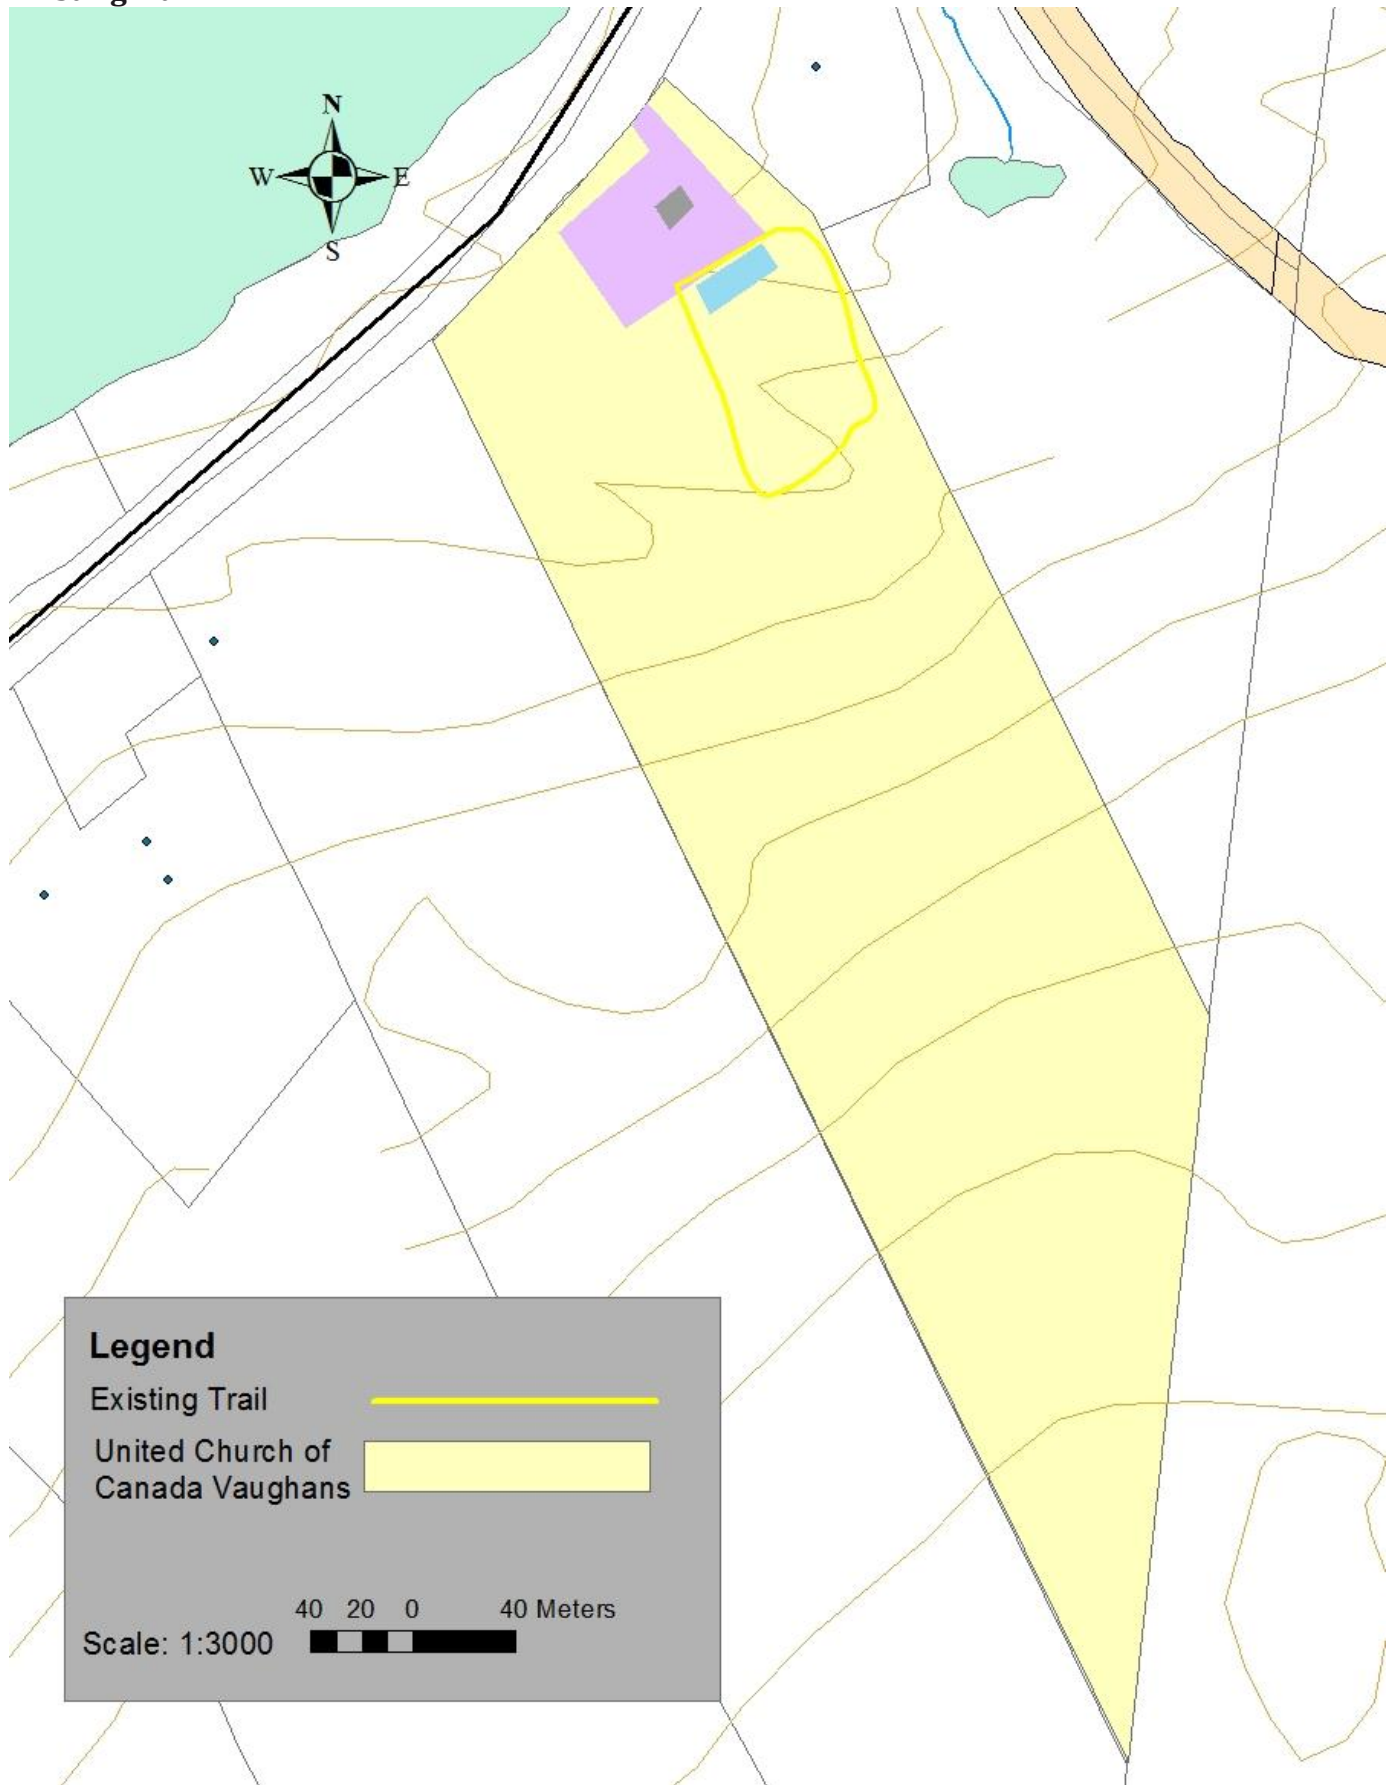 N
W E
S
Legend
Existing Trail
United Church of
Canada Vaughans
40 20 0 40 Meters
Scale: 1:3000